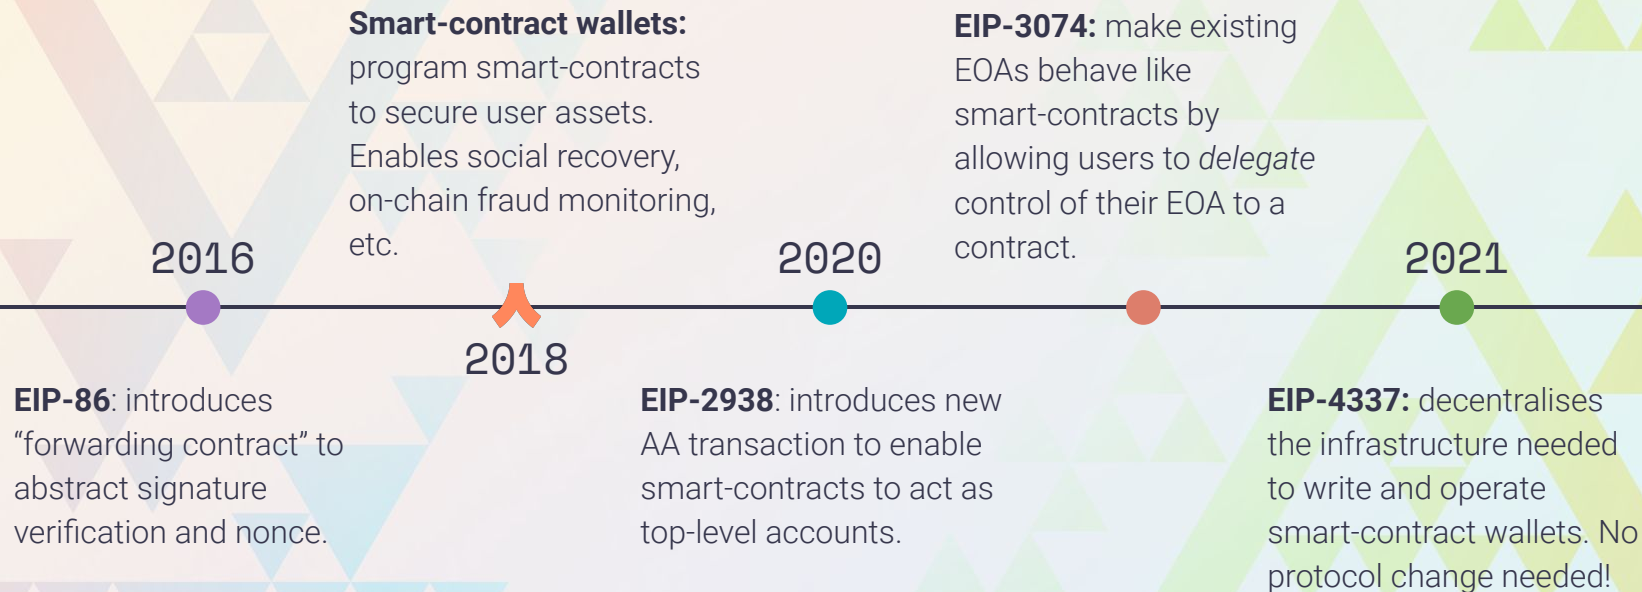 Smart-contract wallets:
program smart-contracts
to secure user assets.
Enables social recovery,
on-chain fraud monitoring,
etc.
EIP-3074: make existing
EOAs behave like
smart-contracts by
allowing users to delegate
control of their EOA to a
contract.
2016
2020
2021
2018
EIP-86: introduces
“forwarding contract” to
abstract signature
verification and nonce.
EIP-2938: introduces new
AA transaction to enable
smart-contracts to act as
top-level accounts.
EIP-4337: decentralises
the infrastructure needed
to write and operate
smart-contract wallets. No
protocol change needed!